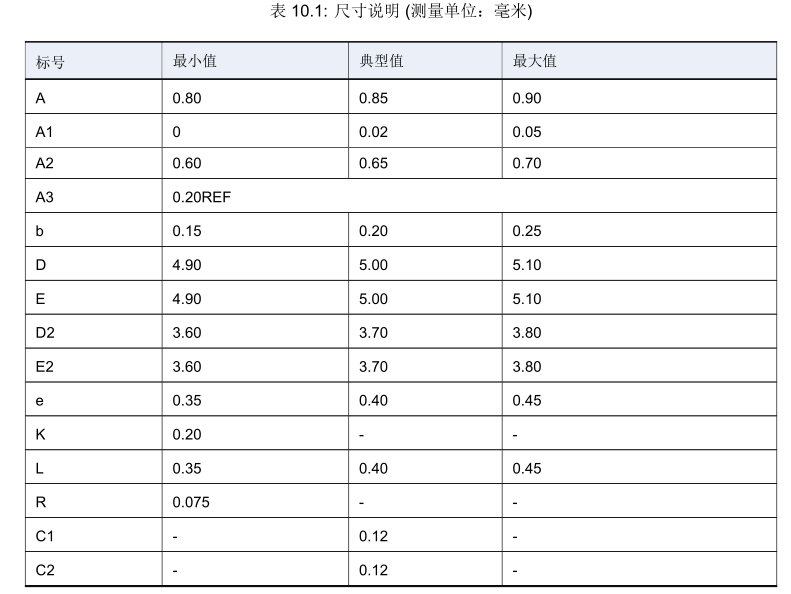 表 10.1: 尺寸说明 (测量单位：毫米)
标号 最小值 典型值 最大值
A 0.80 0.85 0.90
A1 0 0.02 0.05
A2 0.60 0.65 0.70
A3 0.20REF
b 0.15 0.20 0.25
D 4.90 5.00 5.10
E 4.90 5.00 5.10
D2 3.60 3.70 3.80
E2 3.60 3.70 3.80
e 0.35 0.40 0.45
K 0.20 - -
L 0.35 0.40 0.45
R 0.075 - -
C1 - 0.12 -
C2 - 0.12 -